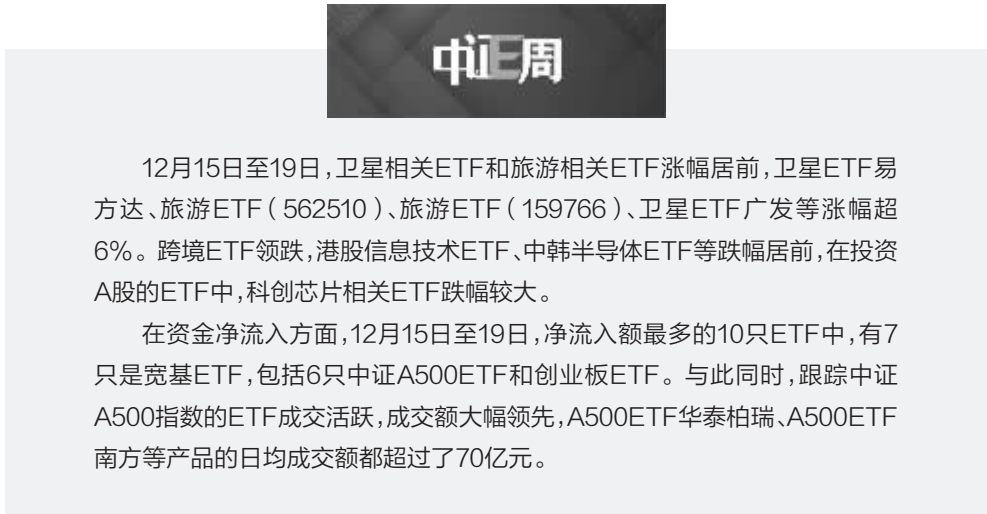 中证E周
12月15日至19日，卫星相关ETF和旅游相关ETF涨幅居前，卫星ETF易
方达、旅游ETF（562510）、旅游ETF（159766）、卫星ETF广发等涨幅超
6%。跨境ETF领跌，港股信息技术ETF、中韩半导体ETF等跌幅居前，在投资
A股的ETF中，科创芯片相关ETF跌幅较大。
在资金净流入方面，12月15日至19日，净流入额最多的10只ETF中，有7
只是宽基ETF，包括6只中证A500ETF和创业板ETF。与此同时，跟踪中证
A500指数的ETF成交活跃，成交额大幅领先，A500ETF华泰柏瑞、A500ETF
南方等产品的日均成交额都超过了70亿元。